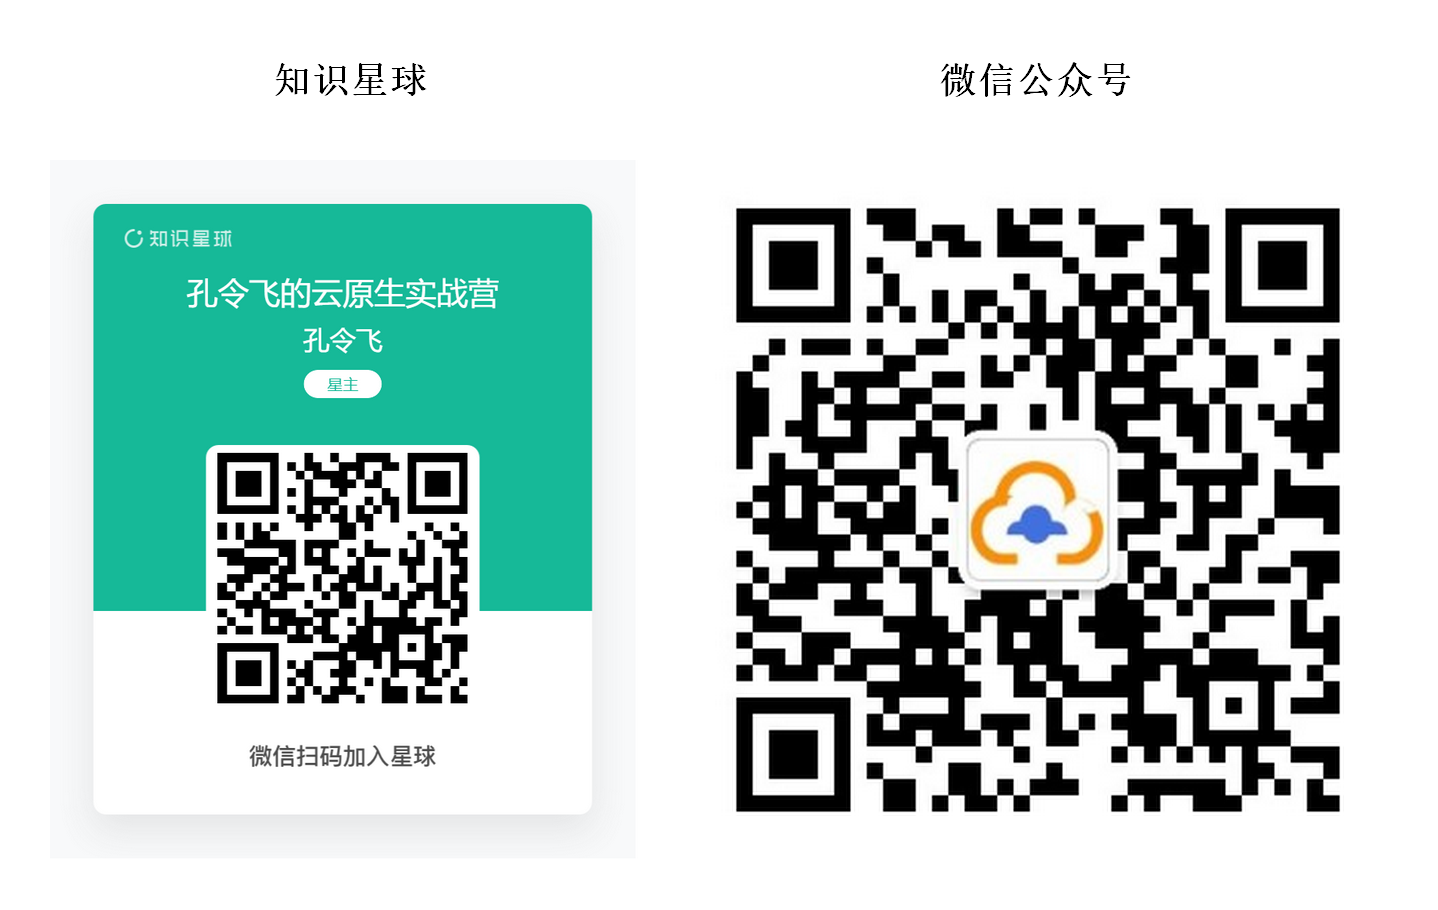 知识星球
微信公众号
知识星球
孔令飞的云原生实战营
孔令飞
星主
微信扫码加入星球